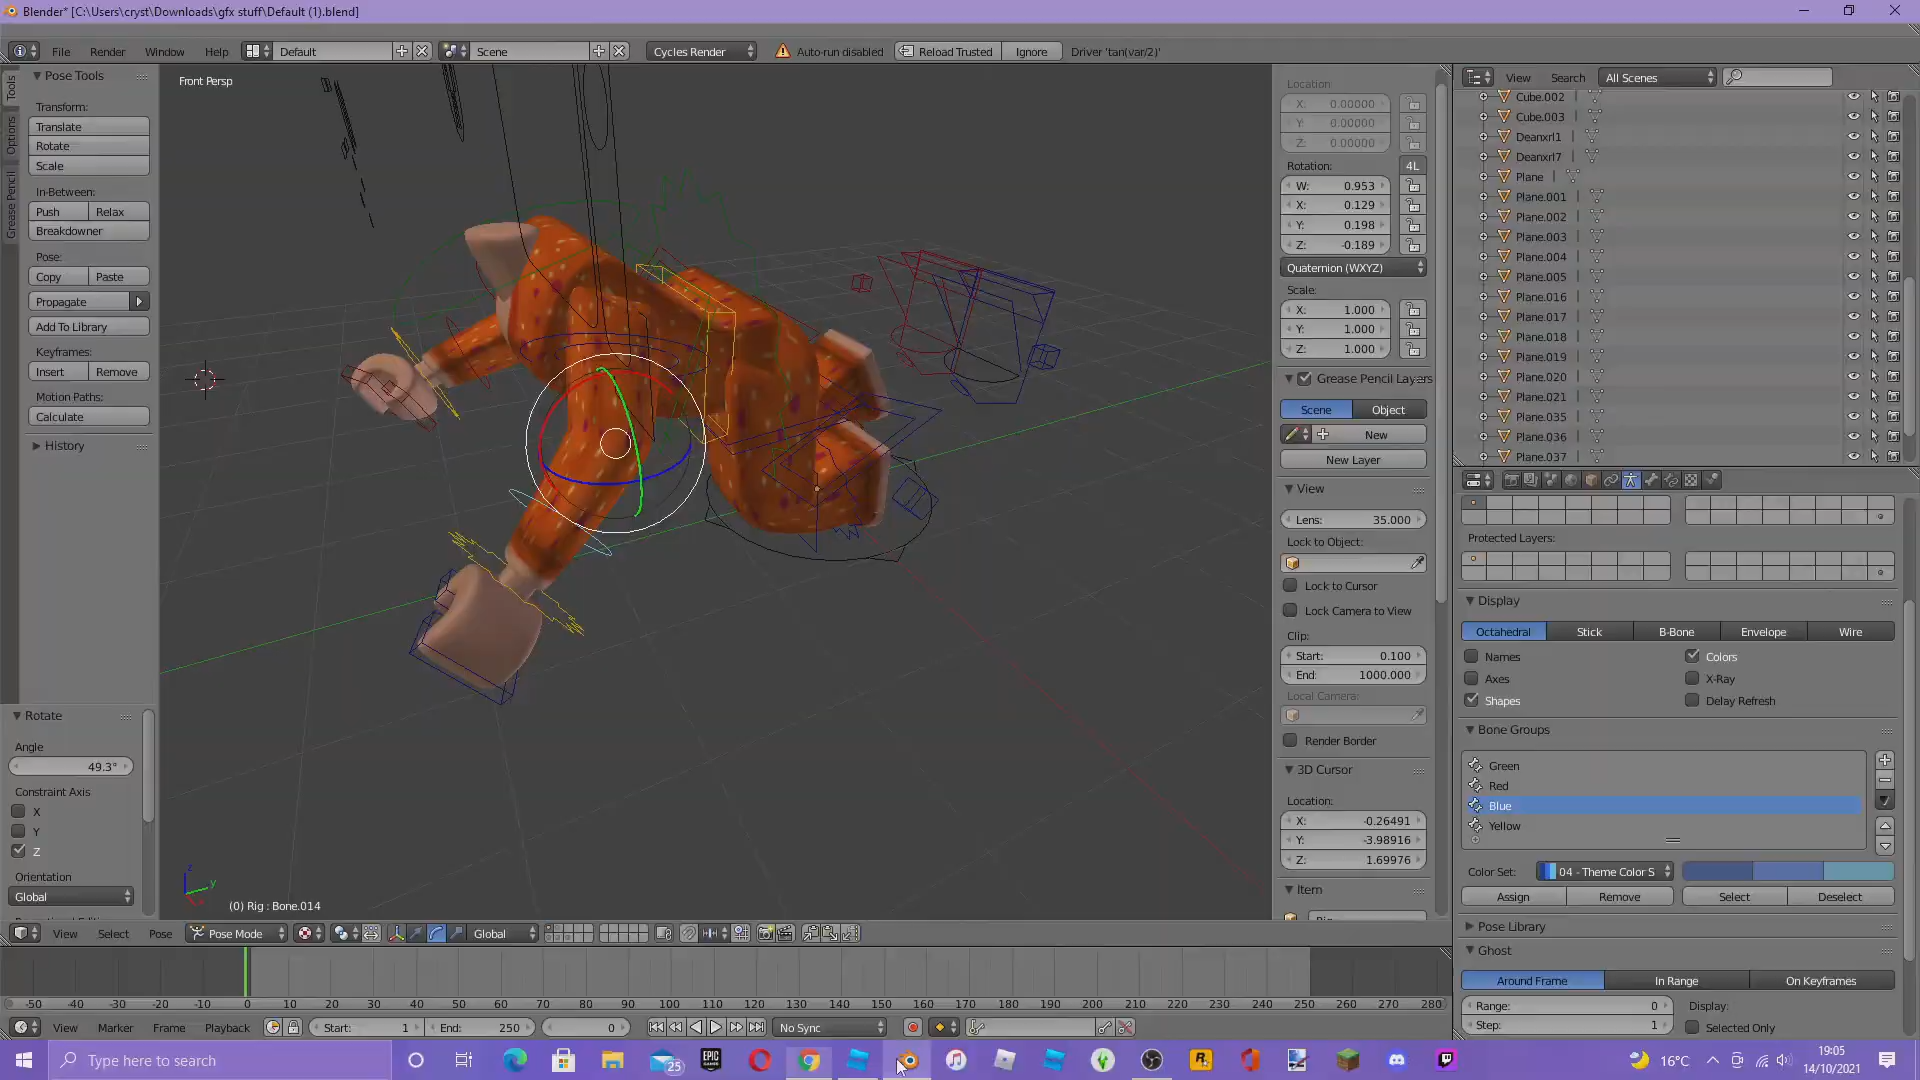 Blender* [C:\Users\cryst\Downloads\gfx stuff\Default (1).blend]
File Render Window Help Default Scene Cycles Render Auto-run disabled Reload Trusted Ignore Driver 'tan(var/2)'
Tools
Options
Grease Pencil
Pose Tools
Transform:
Translate
Rotate
Scale
In-Between:
Push Relax
Breakdowner
Pose:
Copy Paste
Propagate
Add To Library
Keyframes:
Insert Remove
Motion Paths:
Calculate
History
Rotate
Angle
49.3°
Constraint Axis
X
Y
Z
Orientation
Global
Front Persp
(0) Rig : Bone.014
View Select Pose Pose Mode Global
Location:
X: 0.00000
Y: 0.00000
Z: 0.00000
Rotation: 4L
W: 0.953
X: 0.129
Y: 0.198
Z: -0.189
Quaternion (WXYZ)
Scale:
X: 1.000
Y: 1.000
Z: 1.000
Grease Pencil Layers
Scene Object
New
New Layer
View
Lens: 35.000
Lock to Object:
Lock to Cursor
Lock Camera to View
Clip:
Start: 0.100
End: 1000.000
Local Camera:
Render Border
3D Cursor
Location:
X: -0.26491
Y: -3.98916
Z: 1.69976
Item
View Search All Scenes
Cube.002
Cube.003
Deanxrl1
Deanxrl7
Plane
Plane.001
Plane.002
Plane.003
Plane.004
Plane.005
Plane.016
Plane.017
Plane.018
Plane.019
Plane.020
Plane.021
Plane.035
Plane.036
Plane.037
Protected Layers:
Display
Octahedral Stick B-Bone Envelope Wire
Names Colors
Axes X-Ray
Shapes Delay Refresh
Bone Groups
Green
Red
Blue
Yellow
Color Set: 04 - Theme Color S
Assign Remove Select Deselect
Pose Library
Ghost
Around Frame In Range On Keyframes
Range: 0 Display:
Step: 1 Selected Only
-50 -40 -30 -20 -10 0 10 20 30 40 50 60 70 80 90 100 110 120 130 140 150 160 170 180 190 200 210 220 230 240 250 260 270 280
View Marker Frame Playback Start: 1 End: 250 0 No Sync
Type here to search 25 EPIC GAMES 16°C 19:05
14/10/2021